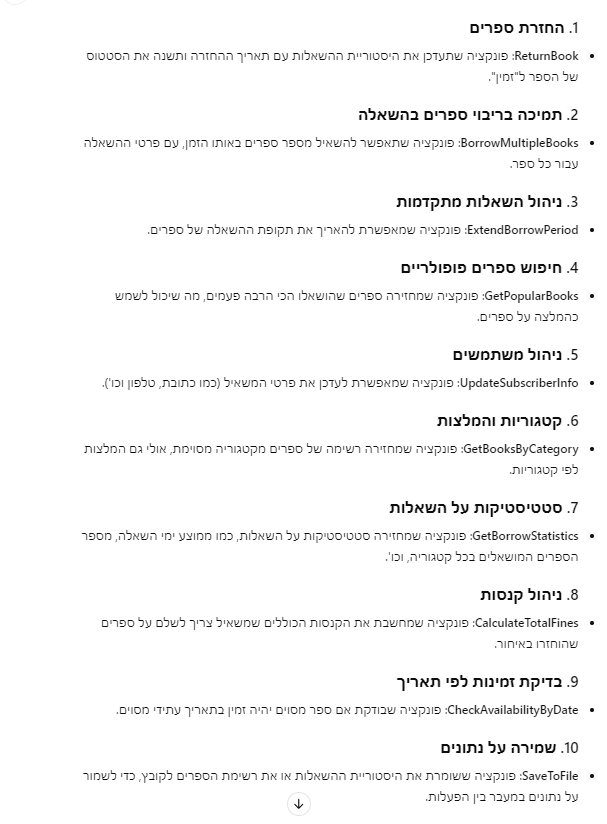 1. החזרת ספרים
• ReturnBook: פונקציה שתעדכן את היסטוריית ההשאלות עם תאריך ההחזרה ותשנה את הסטטוס
של הספר ל"זמין".
2. תמיכה בריבוי ספרים בהשאלה
• BorrowMultipleBooks: פונקציה שתאפשר להשאיל מספר ספרים באותו הזמן, עם פרטי ההשאלה
עבור כל ספר.
3. ניהול השאלות מתקדמות
• ExtendBorrowPeriod: פונקציה שמאפשרת להאריך את תקופת ההשאלה של ספרים.
4. חיפוש ספרים פופולריים
• GetPopularBooks: פונקציה שמחזירה ספרים שהושאלו הכי הרבה פעמים, מה שיכול לשמש
כהמלצה על ספרים.
5. ניהול משתמשים
• UpdateSubscriberInfo: פונקציה שמאפשרת לעדכן את פרטי המשאיל (כמו כתובת, טלפון וכו').
6. קטגוריות והמלצות
• GetBooksByCategory: פונקציה שמחזירה רשימה של ספרים מקטגוריה מסוימת, אולי גם המלצות
לפי קטגוריות.
7. סטטיסטיקות על השאלות
• GetBorrowStatistics: פונקציה שמחזירה סטטיסטיקות על השאלות, כמו ממוצע ימי השאלה, מספר
הספרים המושאלים בכל קטגוריה, וכו'.
8. ניהול קנסות
• CalculateTotalFines: פונקציה שמחשבת את הקנסות הכוללים שמשאיל צריך לשלם על ספרים
שהוחזרו באיחור.
9. בדיקת זמינות לפי תאריך
• CheckAvailabilityByDate: פונקציה שבודקת אם ספר מסוים יהיה זמין בתאריך עתידי מסוים.
10. שמירה על נתונים
• SaveToFile: פונקציה ששומרת את היסטוריית ההשאלות או את רשימת הספרים לקובץ, כדי לשמור
על נתונים במעבר בין הפעלות.